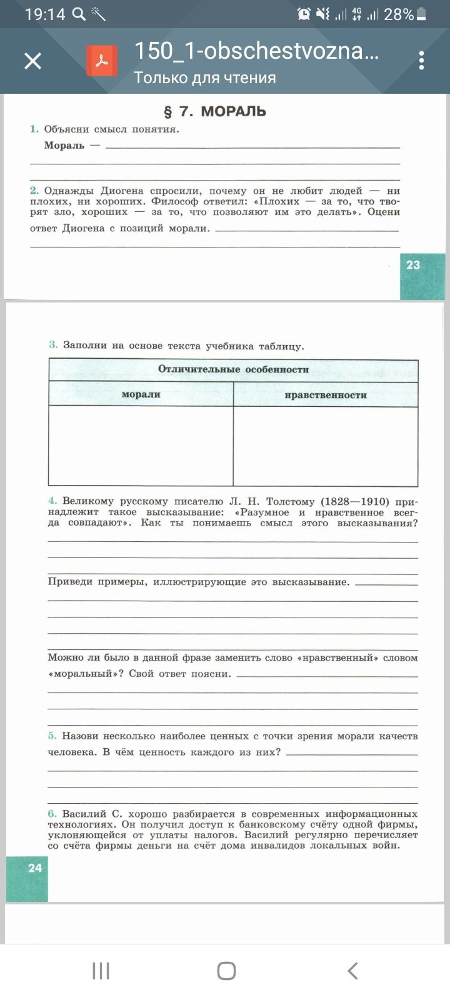 19:14
4G
28%
150_1-obschestvozna...
Только для чтения
§ 7. МОРАЛЬ
1. Объясни смысл понятия.
Мораль —
2. Однажды Диогена спросили, почему он не любит людей — ни
плохих, ни хороших. Философ ответил: «Плохих — за то, что тво-
рят зло, хороших — за то, что позволяют им это делать». Оцени
ответ Диогена с позиций морали.
23
3. Заполни на основе текста учебника таблицу.
Отличительные особенности
морали
нравственности
4. Великому русскому писателю Л. Н. Толстому (1828—1910) при-
надлежит такое высказывание: «Разумное и нравственное всег-
да совпадают». Как ты понимаешь смысл этого высказывания?
Приведи примеры, иллюстрирующие это высказывание.
Можно ли было в данной фразе заменить слово «нравственный» словом
«моральный»? Свой ответ поясни.
5. Назови несколько наиболее ценных с точки зрения морали качеств
человека. В чём ценность каждого из них?
6. Василий С. хорошо разбирается в современных информационных
технологиях. Он получил доступ к банковскому счёту одной фирмы,
уклоняющейся от уплаты налогов. Василий регулярно перечисляет
со счёта фирмы деньги на счёт дома инвалидов локальных войн.
24